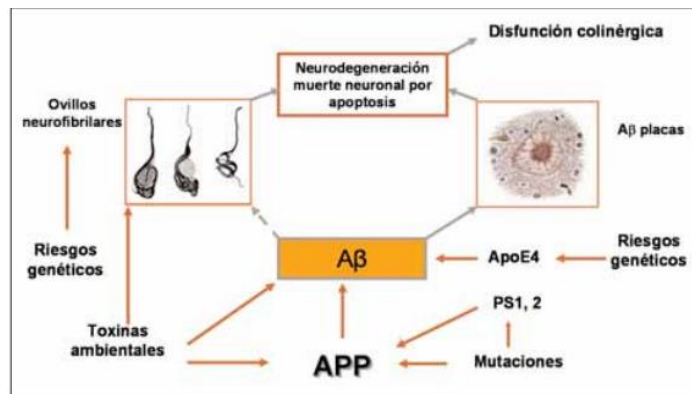 Disfunción colinérgica
Neurodegeneración
muerte neuronal por
apoptosis
Ovillos
neurofibrilares
Aβ placas
Riesgos
genéticos
Aβ
ApoE4
Riesgos
genéticos
PS1, 2
Toxinas
ambientales
APP
Mutaciones